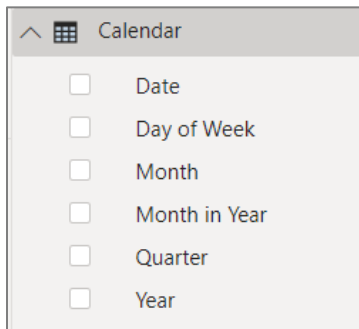 Calendar
Date
Day of Week
Month
Month in Year
Quarter
Year